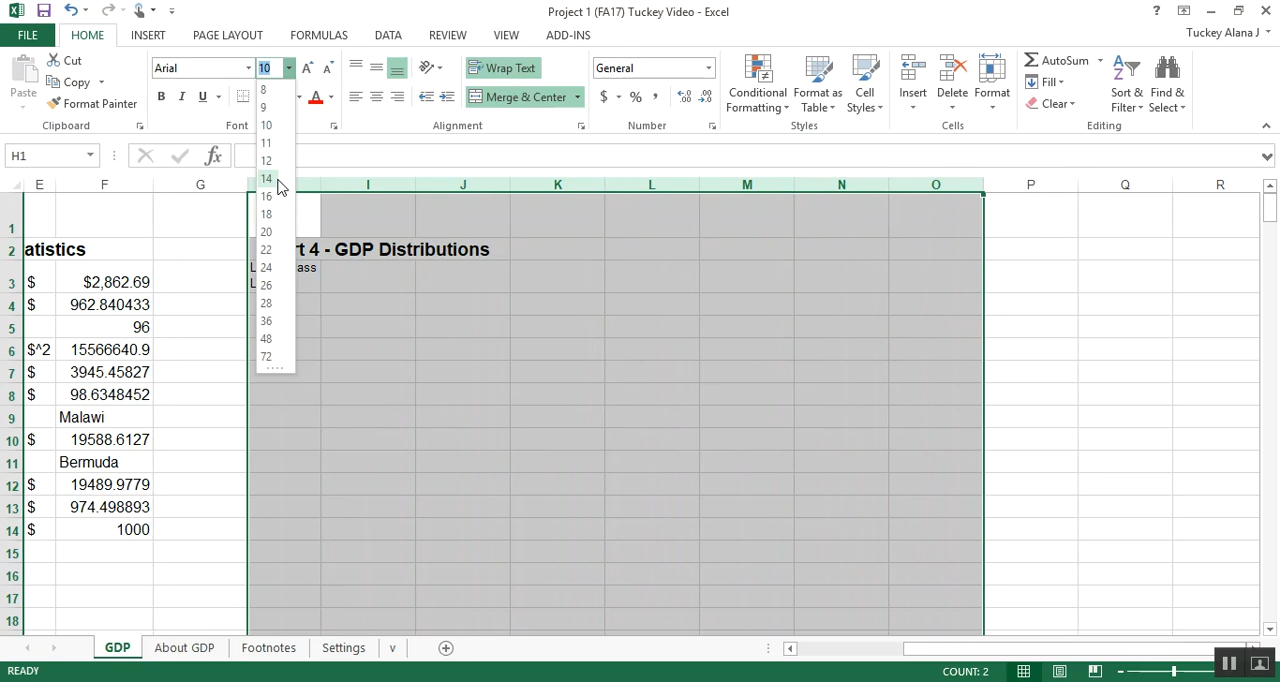 Project 1 (FA17) Tuckey Video - Excel
?
FILE HOME INSERT PAGE LAYOUT FORMULAS DATA REVIEW VIEW ADD-INS Tuckey Alana J
Paste Cut Copy Format Painter Clipboard
Arial 10 B I U A Font
Wrap Text Merge & Center Alignment
General $ % , Number
Conditional Formatting Format as Table Cell Styles Styles
Insert Delete Format Cells
AutoSum Fill Clear Sort & Filter Find & Select Editing
8
9
10
11
12
14
16
18
20
22
24
26
28
36
48
72
H1 fx
E F G I J K L M N O P Q R
1
2 atistics rt 4 - GDP Distributions
3 $ $2,862.69 L ass
L
4 $ 962.840433
5 96
6 $^2 15566640.9
7 $ 3945.45827
8 $ 98.6348452
9 Malawi
10 $ 19588.6127
11 Bermuda
12 $ 19489.9779
13 $ 974.498893
14 $ 1000
15
16
17
18
GDP About GDP Footnotes Settings v
READY COUNT: 2